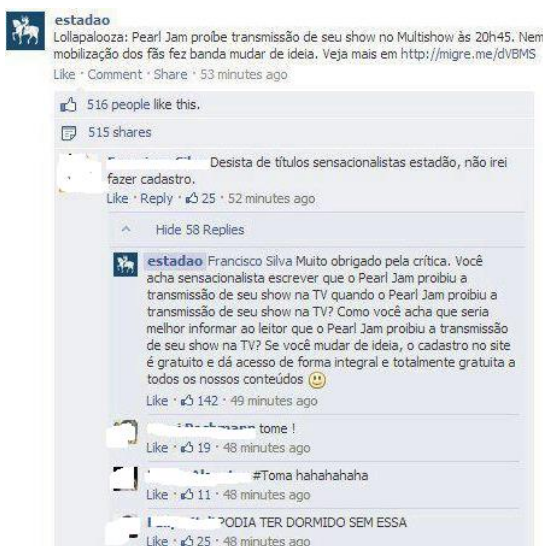 estadao
Lollapalooza: Pearl Jam proíbe transmissão de seu show no Multishow às 20h45. Nem
mobilização dos fãs fez banda mudar de ideia. Veja mais em http://migre.me/dVBMS
Like · Comment · Share · 53 minutes ago
516 people like this.
515 shares
Desista de títulos sensacionalistas estadão, não irei
fazer cadastro.
Like · Reply · 25 · 52 minutes ago
Hide 58 Replies
estadao Francisco Silva Muito obrigado pela crítica. Você
acha sensacionalista escrever que o Pearl Jam proibiu a
transmissão de seu show na TV quando o Pearl Jam proibiu a
transmissão de seu show na TV? Como você acha que seria
melhor informar ao leitor que o Pearl Jam proibiu a transmissão
de seu show na TV? Se você mudar de ideia, o cadastro no site
é gratuito e dá acesso de forma integral e totalmente gratuita a
todos os nossos conteúdos
Like · 142 · 49 minutes ago
tome !
Like · 19 · 48 minutes ago
#Toma hahahahaha
Like · 11 · 48 minutes ago
PODIA TER DORMIDO SEM ESSA
Like · 25 · 48 minutes ago